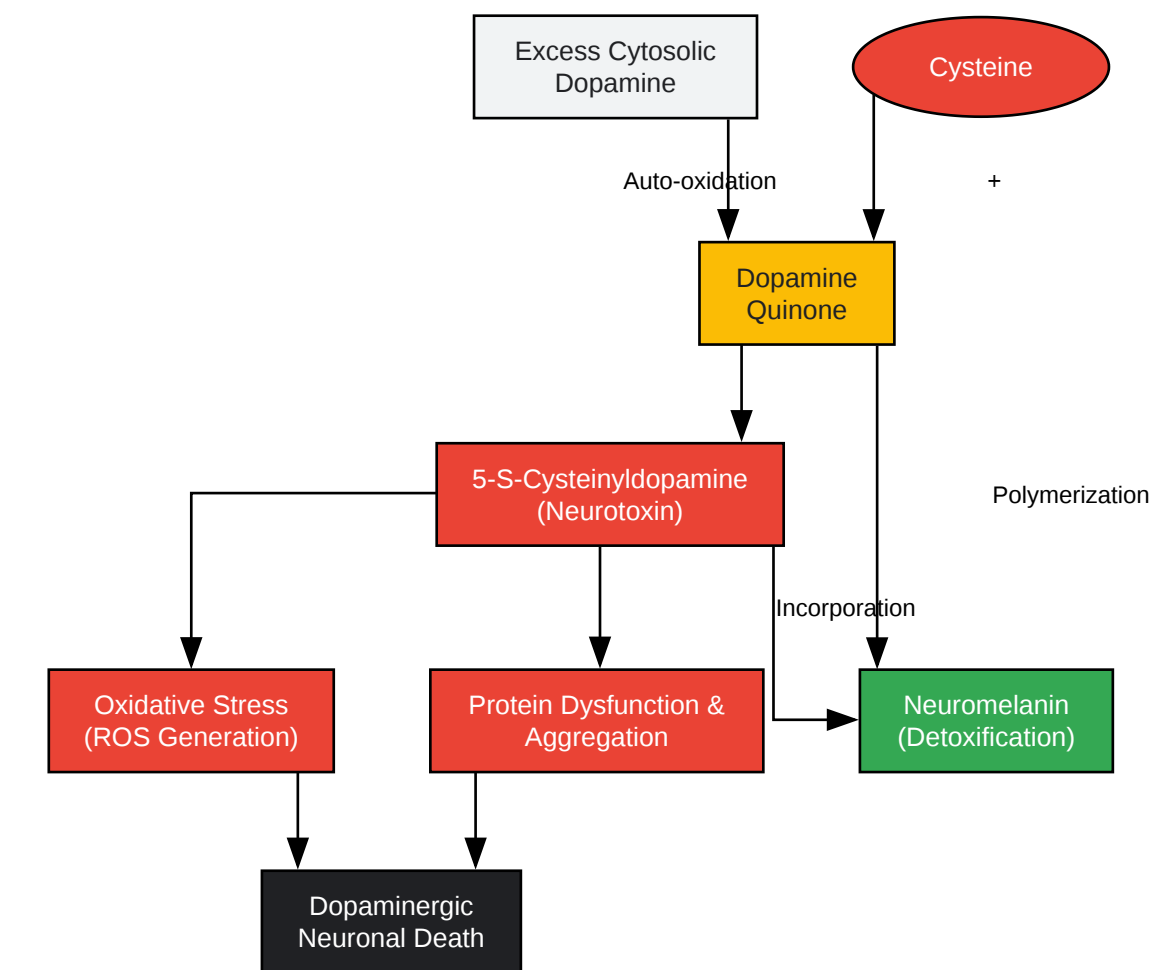 Excess Cytosolic
Dopamine
Cysteine
Auto-oxidation
+
Dopamine
Quinone
5-S-Cysteinyldopamine
(Neurotoxin)
Polymerization
Incorporation
Oxidative Stress
(ROS Generation)
Protein Dysfunction &
Aggregation
Neuromelanin
(Detoxification)
Dopaminergic
Neuronal Death